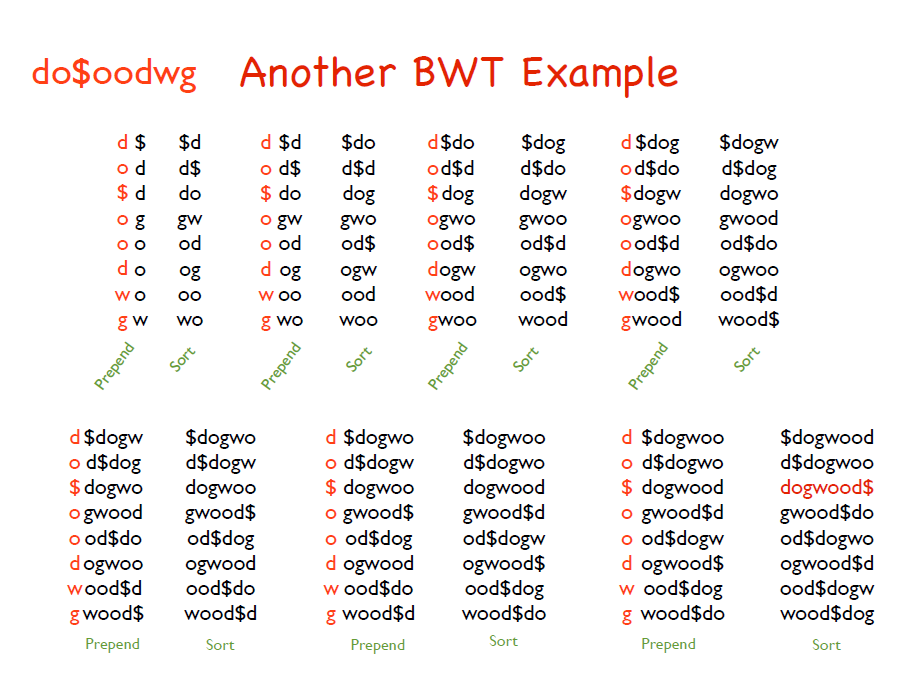 do$oodwg Another BWT Example
d $ $d d $d $do d $do $dog d $dog $dogw
o d d$ o d$ d$d o d$d d$do o d$do d$dog
$ d do $ do dog $ dog dogw $ dogw dogwo
o g gw o gw gwo o gwo gwoo o gwoo gwood
o o od o od od$ o od$ od$d o od$d od$do
d o og d og ogw d ogw ogwo d ogwo ogwoo
w o oo w oo ood w ood ood$ w ood$ ood$d
g w wo g wo woo g woo wood g wood wood$
Prepend Sort Prepend Sort Prepend Sort Prepend Sort
d $dogw $dogwo d $dogwo $dogwoo d $dogwoo $dogwood
o d$dog d$dogw o d$dogw d$dogwo o d$dogwo d$dogwoo
$ dogwo dogwoo $ dogwoo dogwood $ dogwood dogwood$
o gwood gwood$ o gwood$ gwood$d o gwood$d gwood$do
o od$do od$dog o od$dog od$dogw o od$dogw od$dogwo
d ogwoo ogwood d ogwood ogwood$ d ogwood$ ogwood$d
w ood$d ood$do w ood$do ood$dog w ood$dog ood$dogw
g wood$ wood$d g wood$d wood$do g wood$do wood$dog
Prepend Sort Prepend Sort Prepend Sort